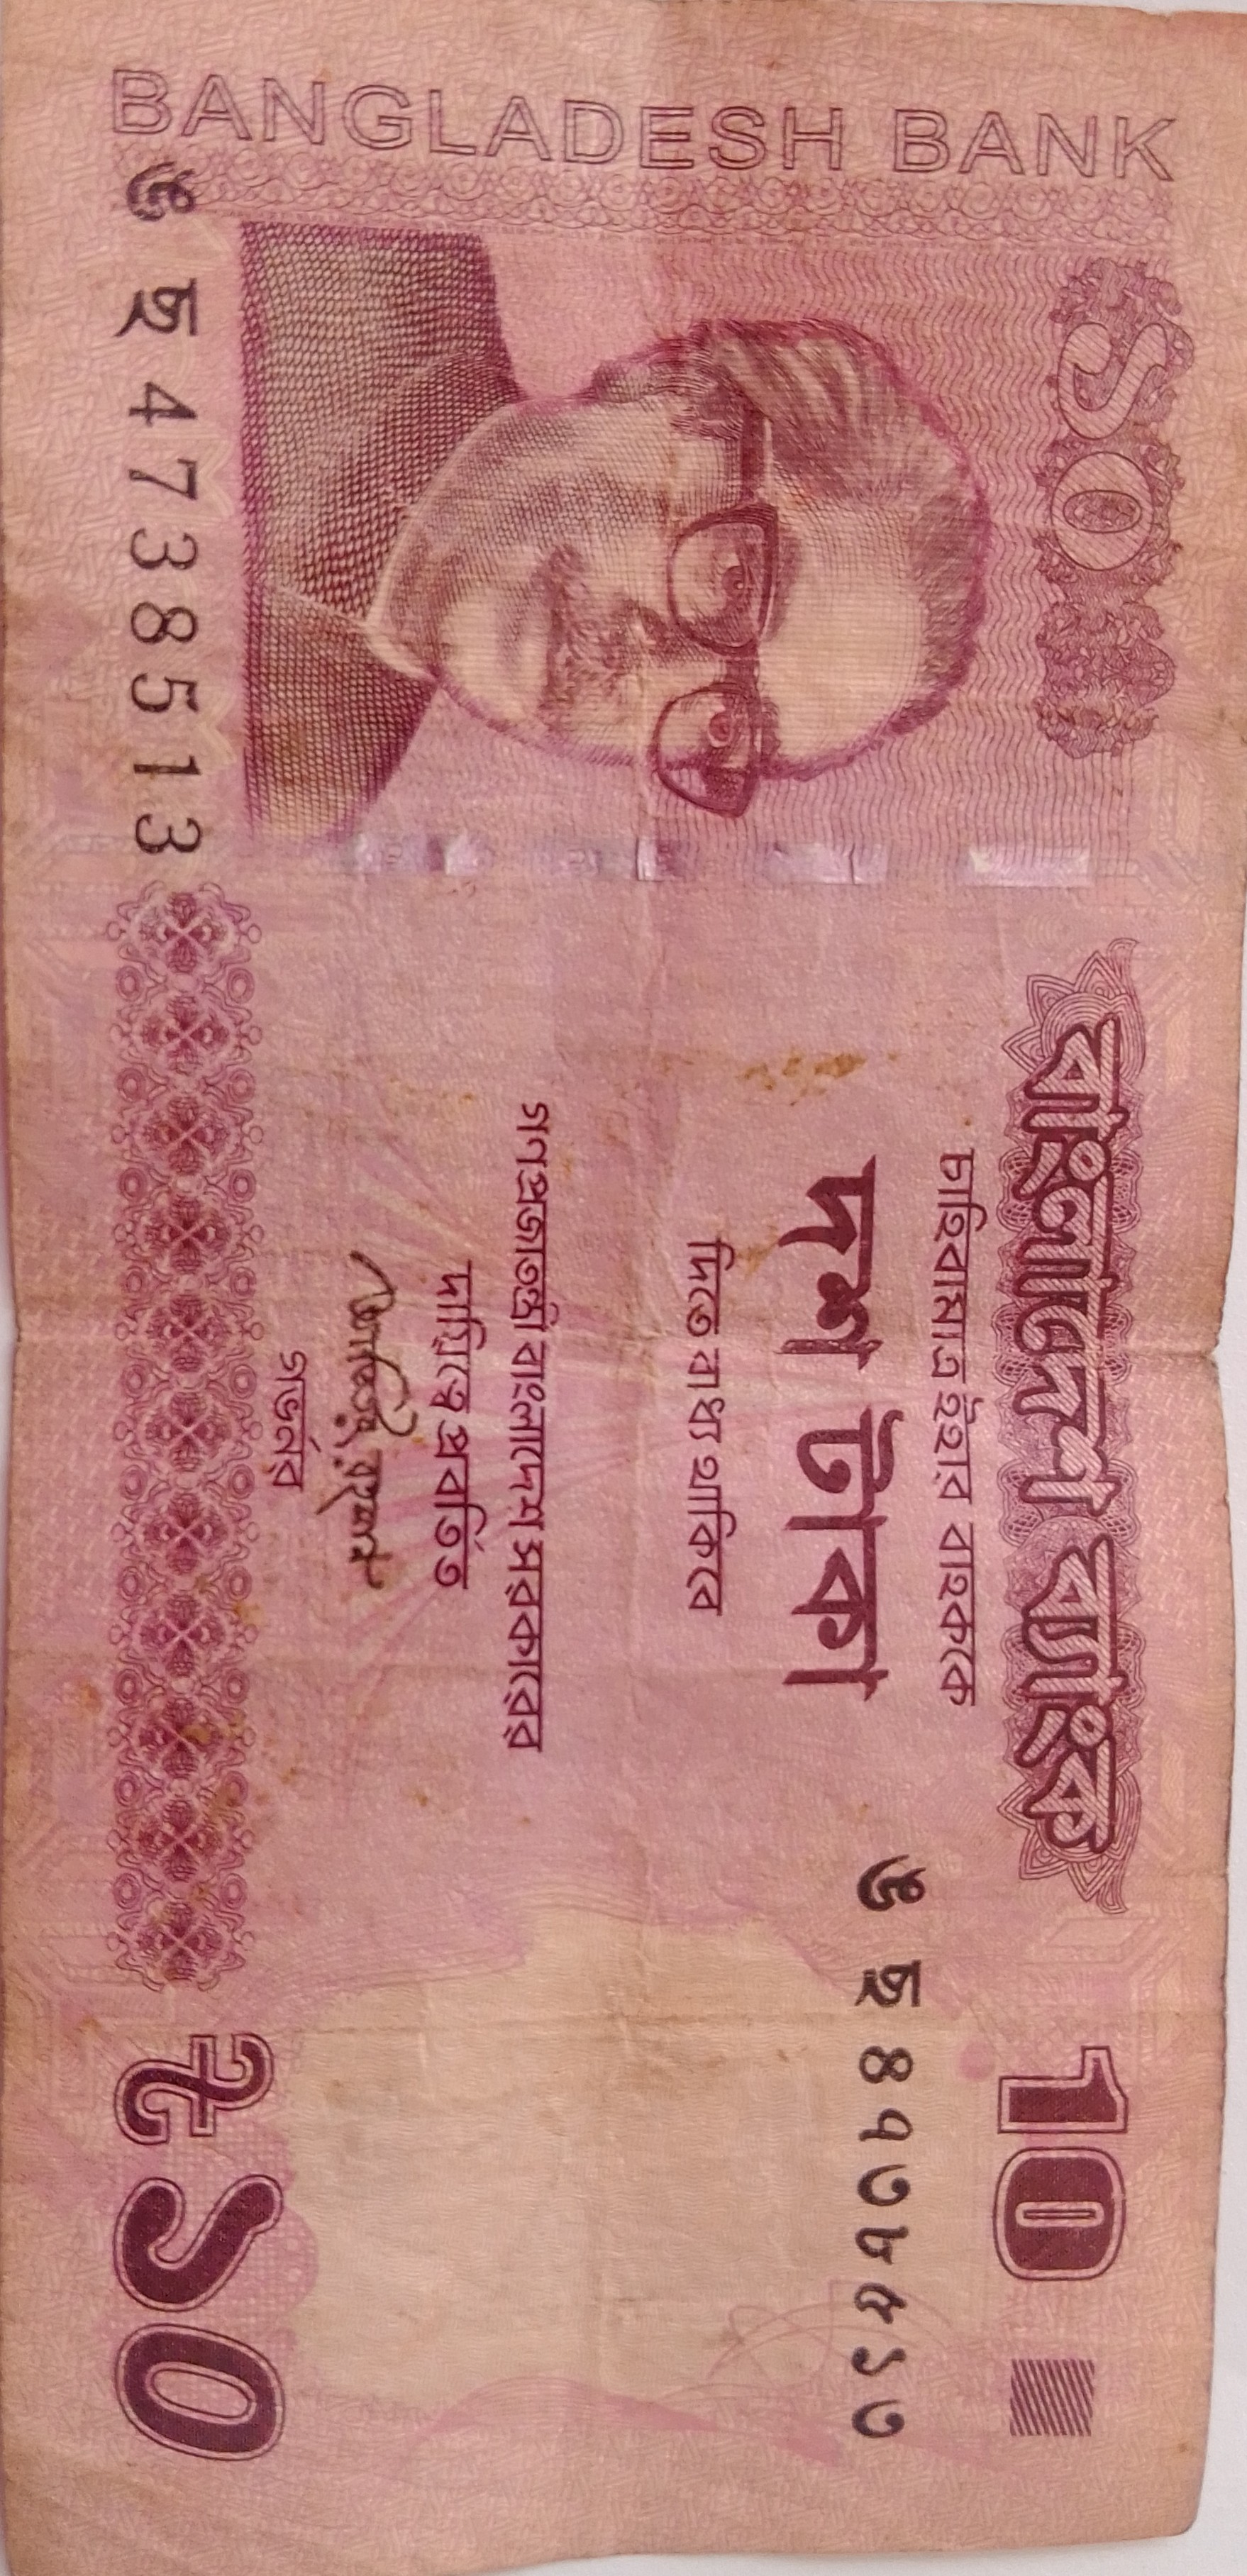 BANGLADESH BANK
১০
বাংলাদেশ ব্যাংক
10
চাহিবামাত্র ইহার বাহককে
ঙ ছ ৪৭৩৮৫১৩
দশ টাকা
দিতে বাধ্য থাকিবে
গণপ্রজাতন্ত্রী বাংলাদেশ সরকারের
দায়িত্বে প্রবর্তিত
আতিউর রহমান
গভর্নর
ঙ ছ 4738513
৳১০